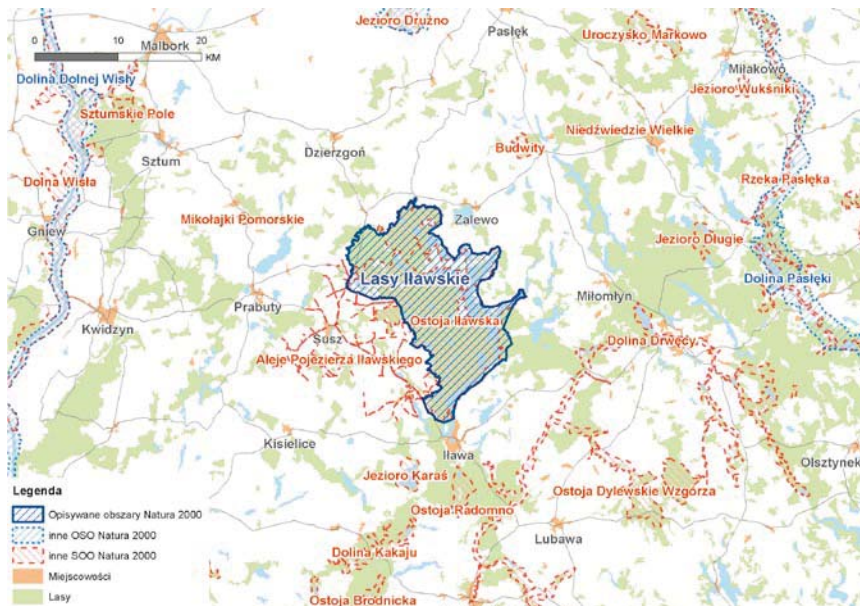 Jezioro Drużno
Pasłęk
Uroczysko Markowo
0 10 20
KM
Malbork
Miłakowo
Dolina Dolnej Wisły
Jezioro Wukśniki
Sztumskie Pole
Niedźwiedzie Wielkie
Sztum
Dzierzgoń
Budwity
Dolna Wisła
Rzeka Pasłęka
Mikołajki Pomorskie
Zalewo
Gniew
Jezioro Długie
Lasy Iławskie
Dolina Pasłęki
Prabuty
Miłomłyn
Kwidzyn
Ostoja Iławska
Susz
Dolina Drwęcy
Aleje Pojezierza Iławskiego
Kisielice
Iława
Olsztynek
Jezioro Karaś
Ostoja Dylewskie Wzgórza
Ostoja Radomno
Lubawa
Dolina Kakaju
Ostoja Brodnicka
Legenda
Opisywane obszary Natura 2000
inne OSO Natura 2000
inne SOO Natura 2000
Miejscowości
Lasy